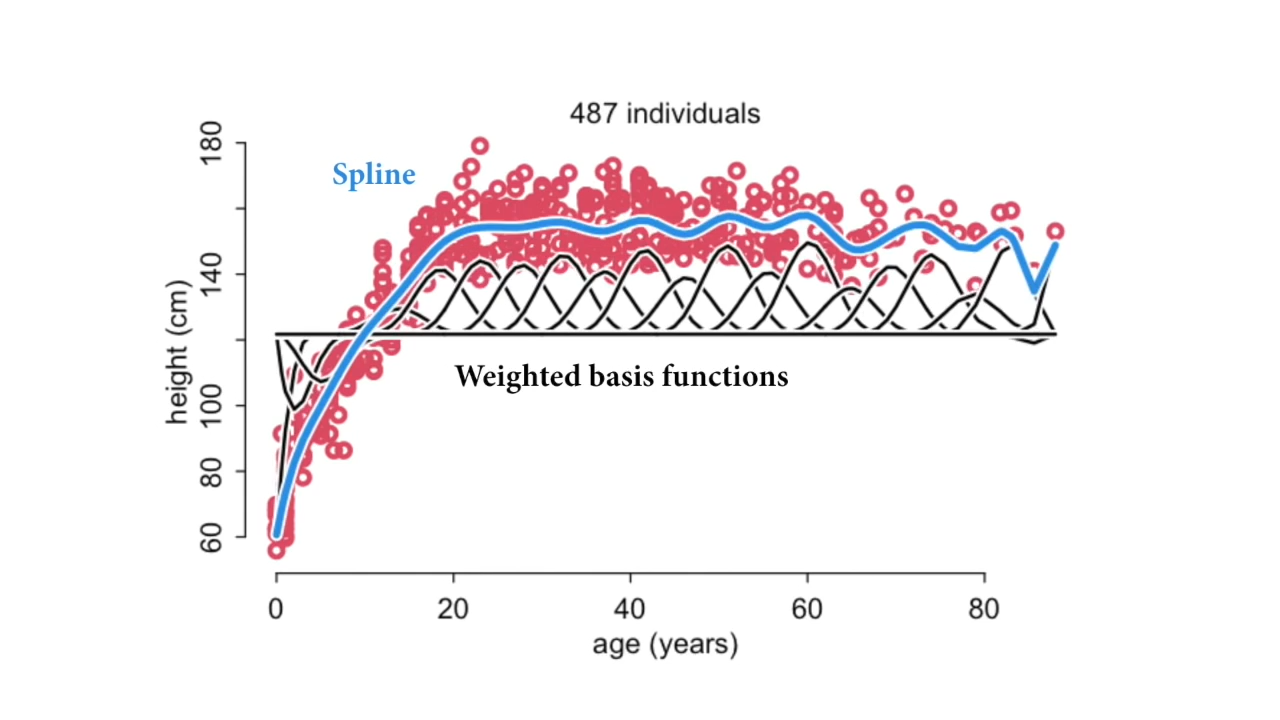 487 individuals
Spline
Weighted basis functions
height (cm)
180
140
100
80
60
0 20 40 60 80
age (years)